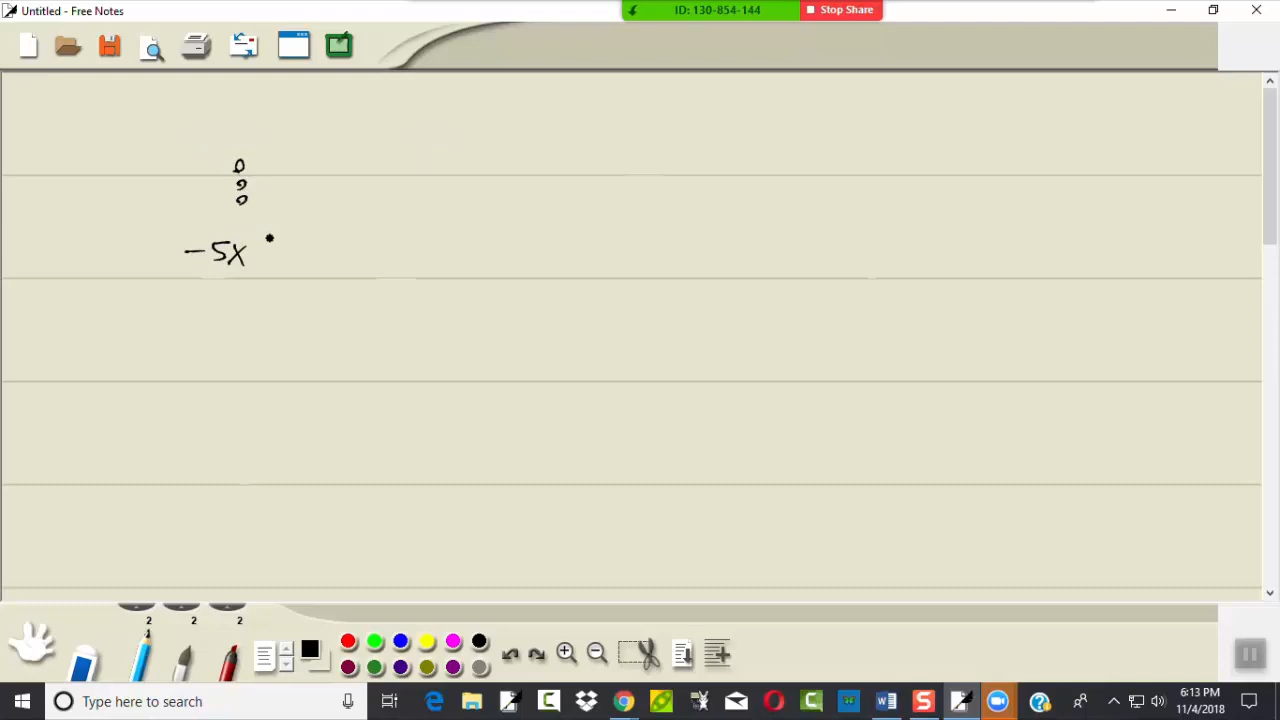 Untitled - Free Notes
ID: 130-854-144
Stop Share
-5x
2
2
2
Type here to search
6:13 PM
11/4/2018